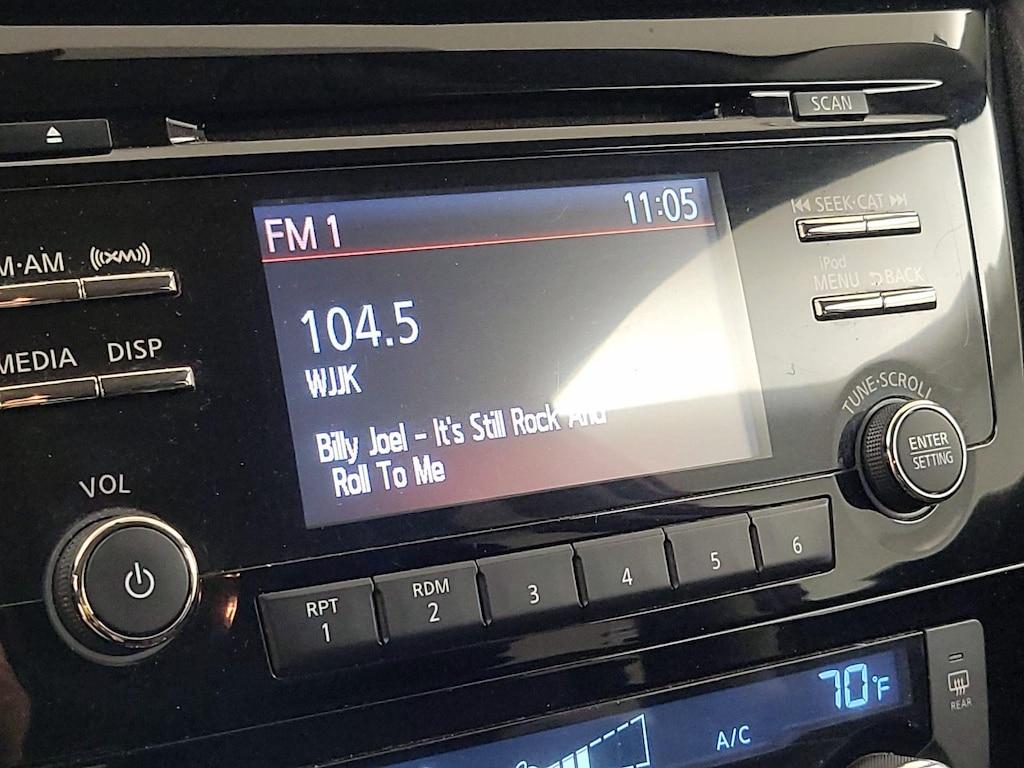 SCAN
FM 1 11:05
SEEK·CAT
M·AM
((XM))
iPod
MENU BACK
104.5
WJJK
MEDIA DISP
Billy Joel - It's Still Rock And
Roll To Me
TUNE·SCROLL
ENTER
SETTING
VOL
RPT
1
RDM
2
3
4
5
6
70°F
A/C
REAR